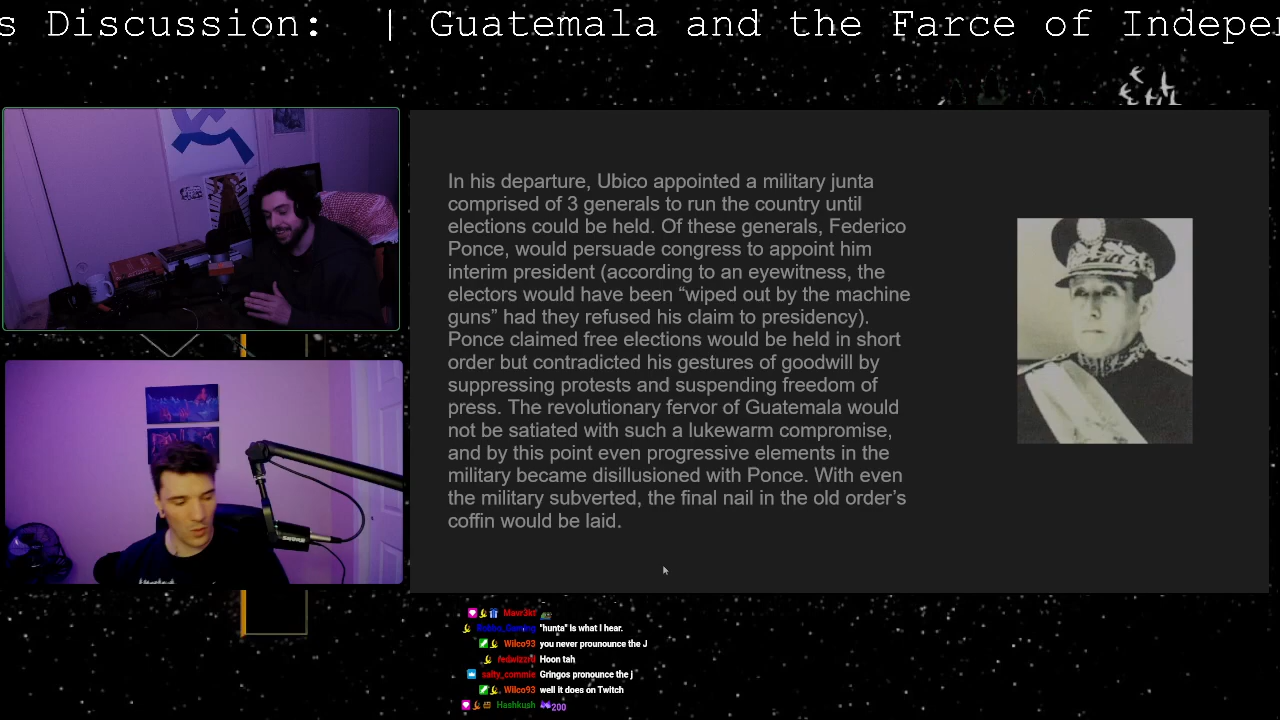 s Discussion:  | Guatemala and the Farce of Indepe
In his departure, Ubico appointed a military junta
comprised of 3 generals to run the country until
elections could be held. Of these generals, Federico
Ponce, would persuade congress to appoint him
interim president (according to an eyewitness, the
electors would have been “wiped out by the machine
guns” had they refused his claim to presidency).
Ponce claimed free elections would be held in short
order but contradicted his gestures of goodwill by
suppressing protests and suspending freedom of
press. The revolutionary fervor of Guatemala would
not be satiated with such a lukewarm compromise,
and by this point even progressive elements in the
military became disillusioned with Ponce. With even
the military subverted, the final nail in the old order’s
coffin would be laid.
Mavr3kt
"hunta" is what I hear.
Wilco93 you never prounounce the J
redwizzrd Hoon tah
salty_commie Gringos pronounce the j
Wilco93 well it does on Twitch
Hashkush 200